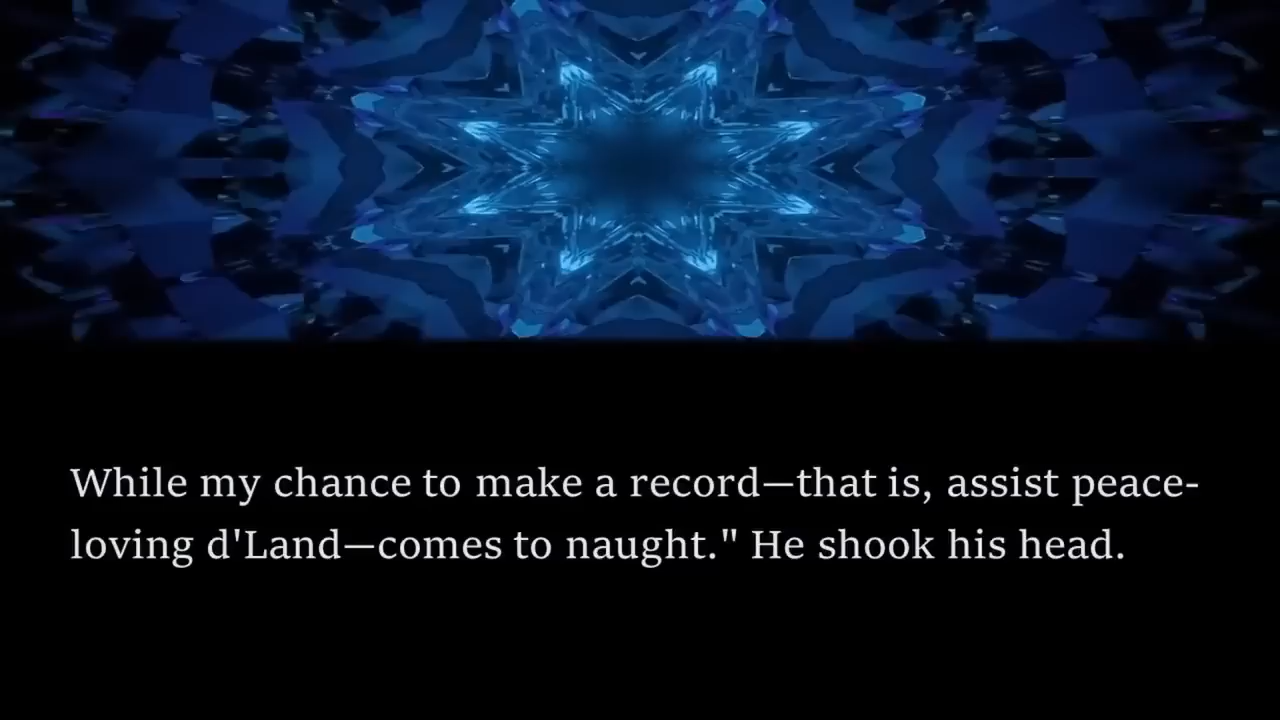 While my chance to make a record—that is, assist peace-
loving d'Land—comes to naught." He shook his head.